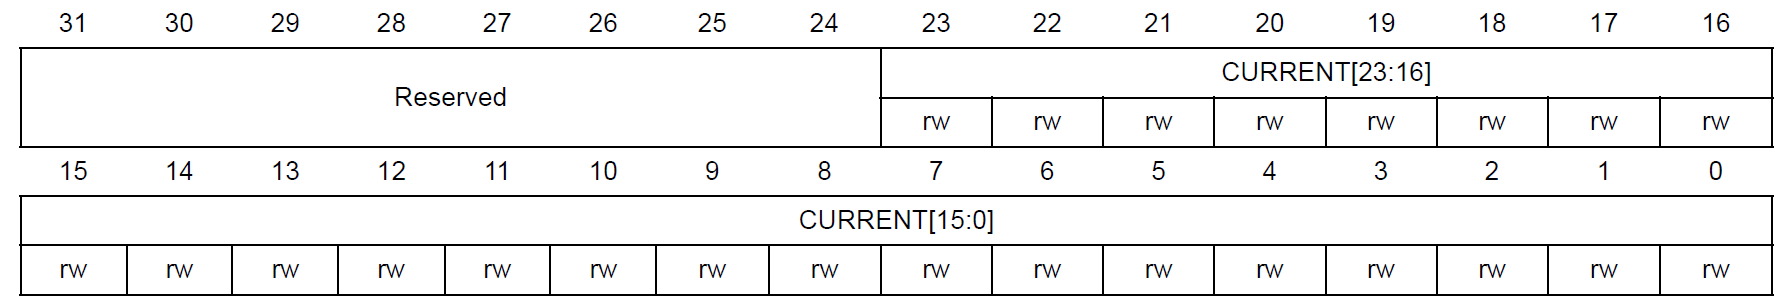 31 30 29 28 27 26 25 24 23 22 21 20 19 18 17 16
Reserved CURRENT[23:16]
rw rw rw rw rw rw rw rw
15 14 13 12 11 10 9 8 7 6 5 4 3 2 1 0
CURRENT[15:0]
rw rw rw rw rw rw rw rw rw rw rw rw rw rw rw rw